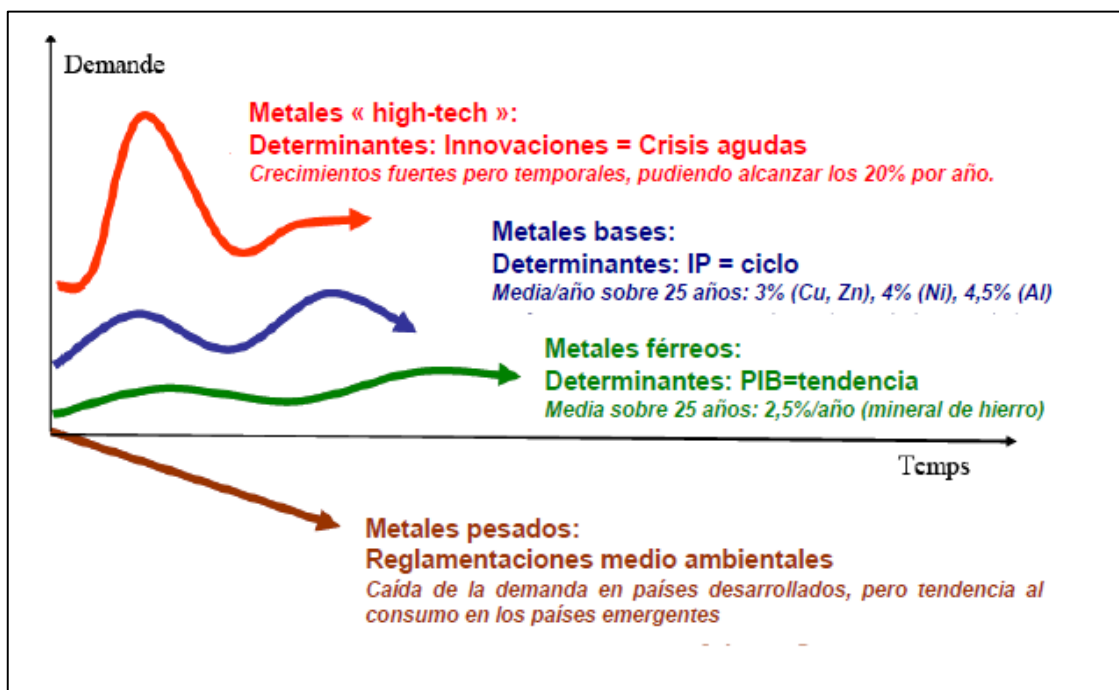 Demande
Metales « high-tech »:
Determinantes: Innovaciones = Crisis agudas
Crecimientos fuertes pero temporales, pudiendo alcanzar los 20% por año.
Metales bases:
Determinantes: IP = ciclo
Media/año sobre 25 años: 3% (Cu, Zn), 4% (Ni), 4,5% (Al)
Metales férreos:
Determinantes: PIB=tendencia
Media sobre 25 años: 2,5%/año (mineral de hierro)
Temps
Metales pesados:
Reglamentaciones medio ambientales
Caída de la demanda en países desarrollados, pero tendencia al
consumo en los países emergentes